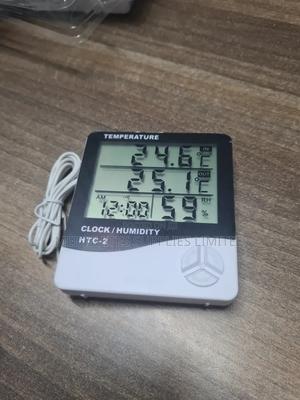 TEMPERATURE
24.6°C IN
25.1°C OUT
AM 12:00 59 RH %
CLOCK / HUMIDITY
HTC-2